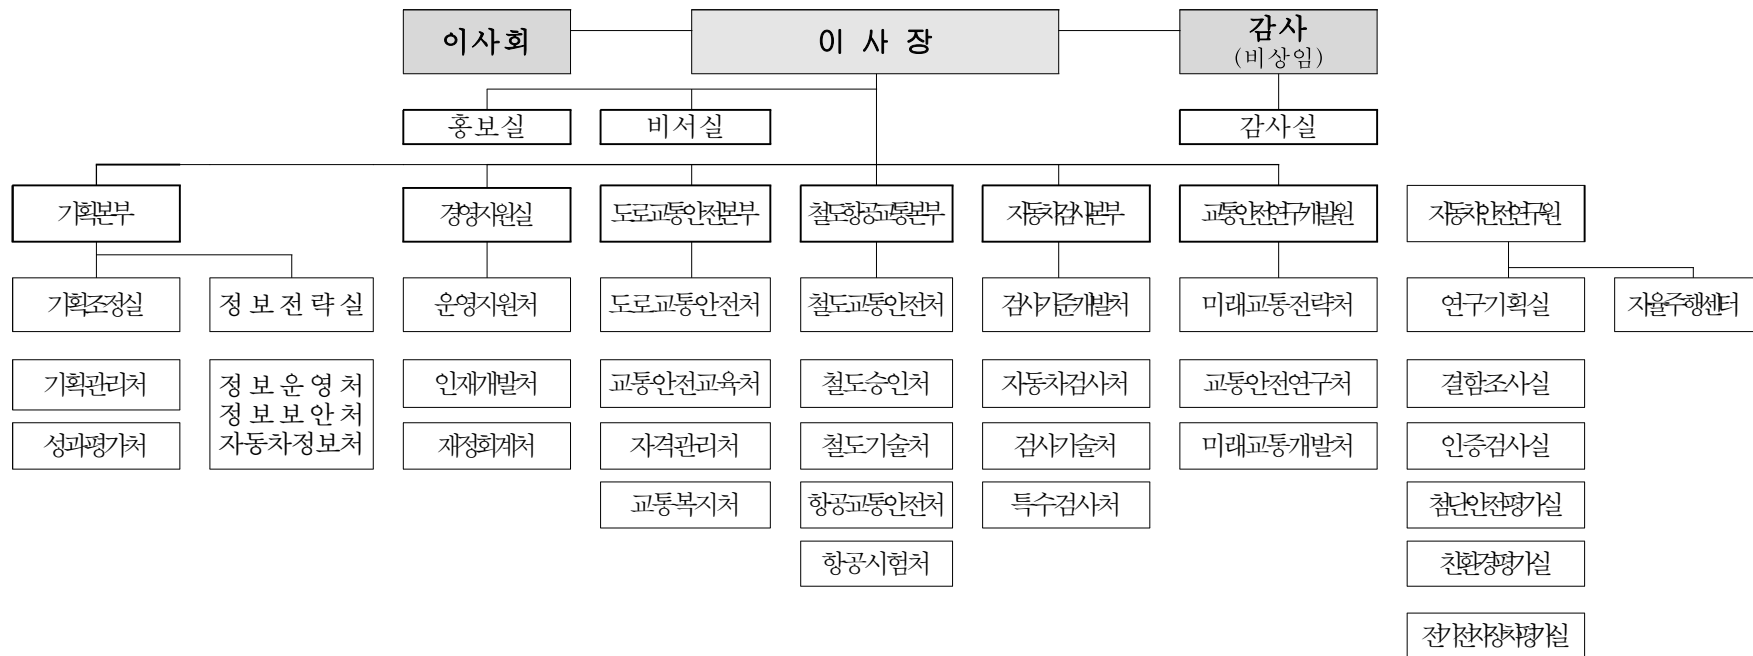 이사회
이 사 장
감사
(비상임)
홍보실
비서실
감사실
기획본부
경영지원실
도로교통안전본부
철도항공교통본부
자동차검사본부
교통안전연구개발원
자동차안전연구원
기획조정실
정보전략실
운영지원처
도로교통안전처
철도교통안전처
검사기준개발처
미래교통전략처
연구기획실
자율주행센터
기획관리처
정보운영처
정보보안처
자동차정보처
인재개발처
교통안전교육처
철도승인처
자동차검사처
교통안전연구처
결함조사실
성과평가처
재정회계처
자격관리처
철도기술처
검사기술처
미래교통개발처
인증검사실
교통복지처
항공교통안전처
특수검사처
첨단안전평가실
항공시험처
친환경평가실
전기전자장치평가실